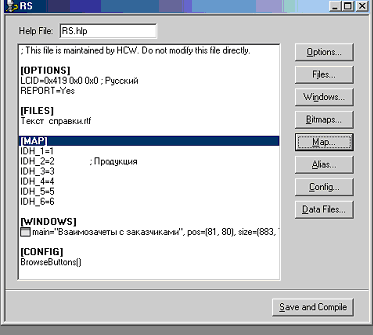 RS
Help File: RS.hlp
; This file is maintained by HCW. Do not modify this file directly.
[OPTIONS]
LCID=0x419 0x0 0x0 ; Русский
REPORT=Yes
[FILES]
Текст справки.rtf
[MAP]
IDH_1=1
IDH_2=2 ; Продукция
IDH_3=3
IDH_4=4
IDH_5=5
IDH_6=6
[WINDOWS]
main="Взаимозачеты с заказчиками", pos=(81, 80), size=(883,
[CONFIG]
BrowseButtons()
Options...
Files...
Windows...
Bitmaps...
Map...
Alias...
Config...
Data Files...
Save and Compile